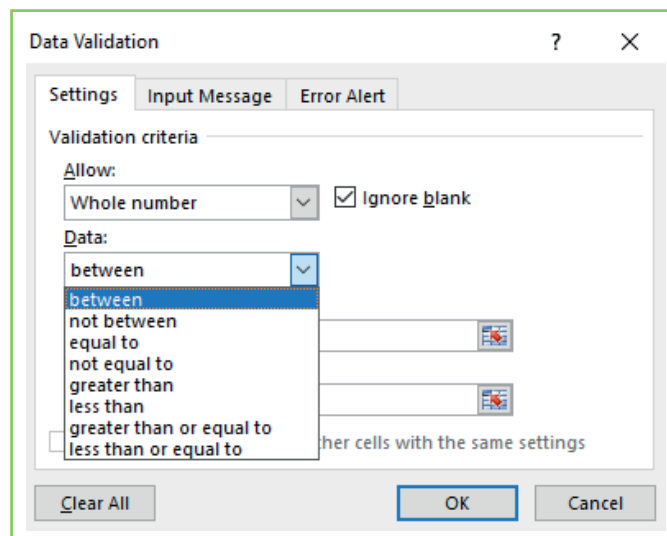 Data Validation ? X
Settings Input Message Error Alert
Validation criteria
Allow:
Whole number Ignore blank
Data:
between
between
not between
equal to
not equal to
greater than
less than
greater than or equal to
less than or equal to
her cells with the same settings
Clear All OK Cancel